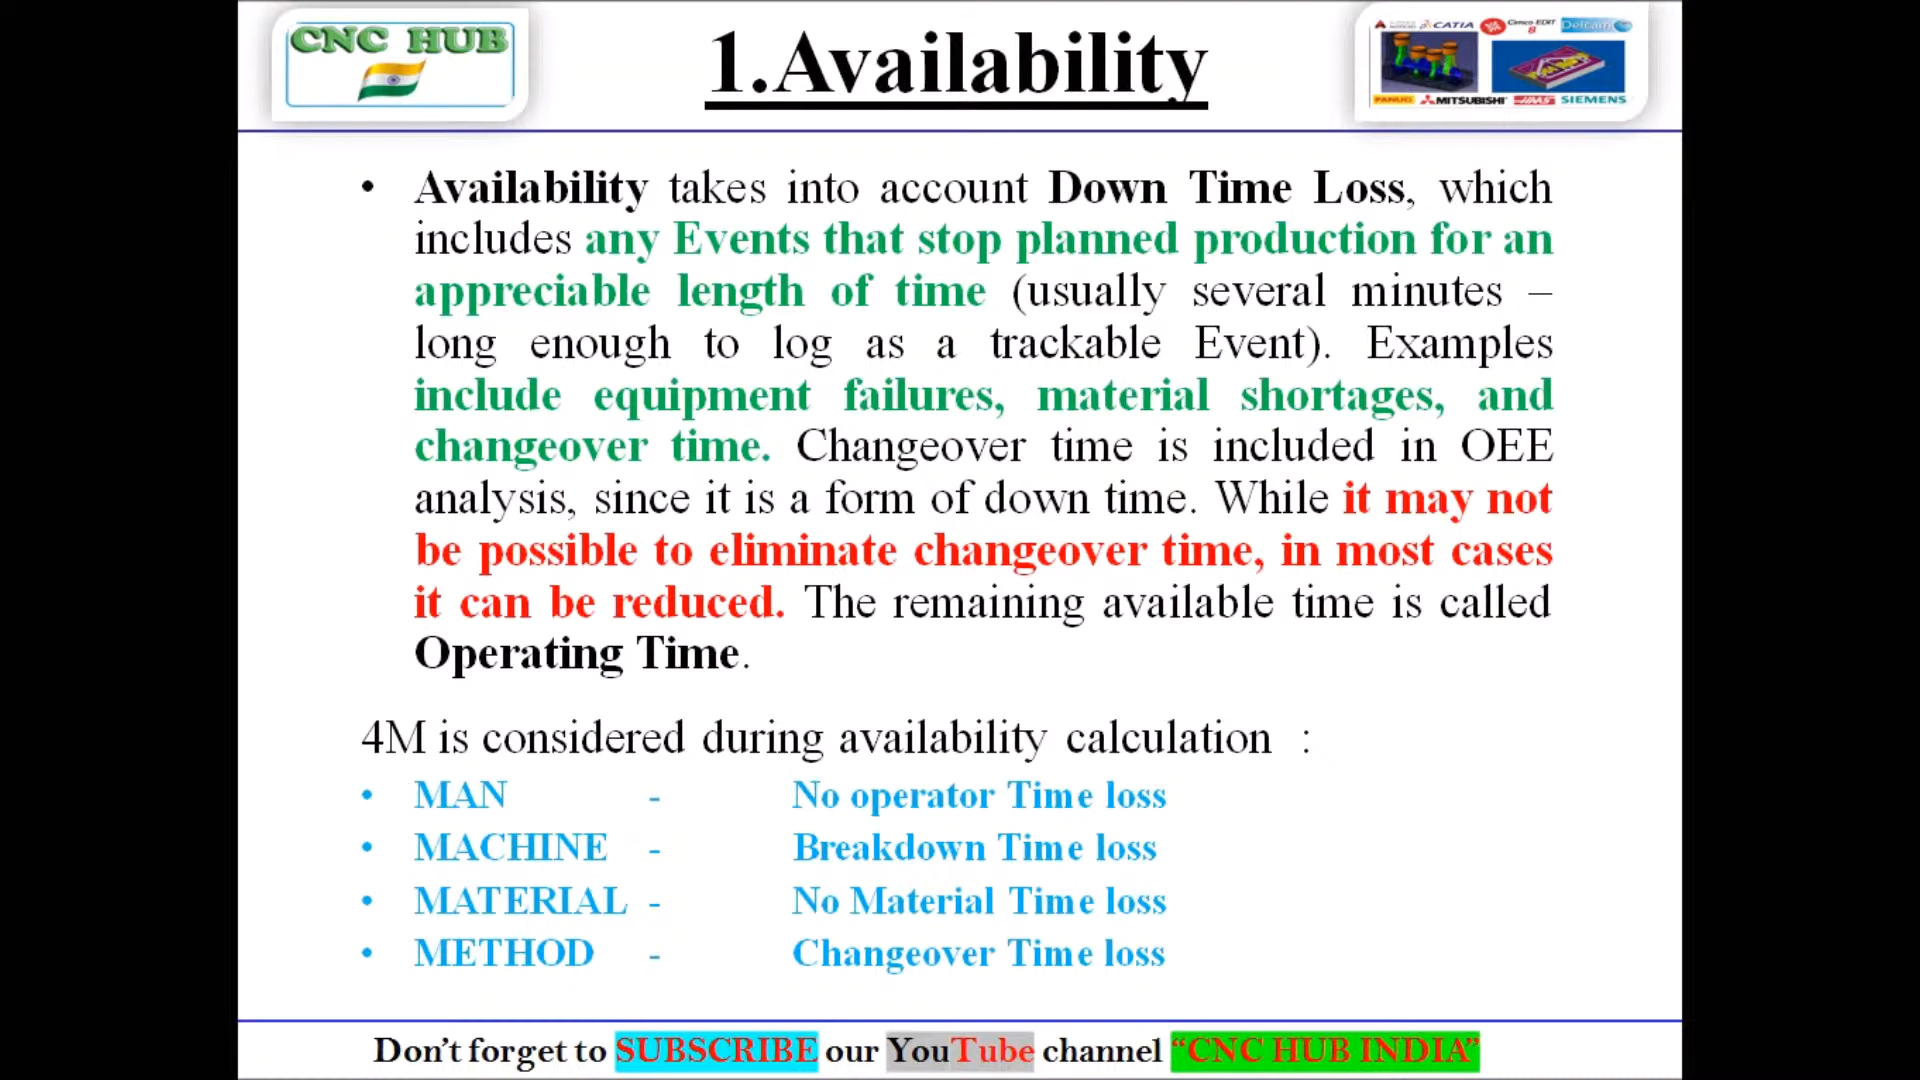 CNC HUB
1.Availability
CATIA Cimco EDIT 8 Delcam
FANUC MITSUBISHI HAAS SIEMENS
• Availability takes into account Down Time Loss, which
includes any Events that stop planned production for an
appreciable length of time (usually several minutes –
long enough to log as a trackable Event). Examples
include equipment failures, material shortages, and
changeover time. Changeover time is included in OEE
analysis, since it is a form of down time. While it may not
be possible to eliminate changeover time, in most cases
it can be reduced. The remaining available time is called
Operating Time.
4M is considered during availability calculation :
• MAN - No operator Time loss
• MACHINE - Breakdown Time loss
• MATERIAL - No Material Time loss
• METHOD - Changeover Time loss
Don't forget to SUBSCRIBE our YouTube channel “CNC HUB INDIA”